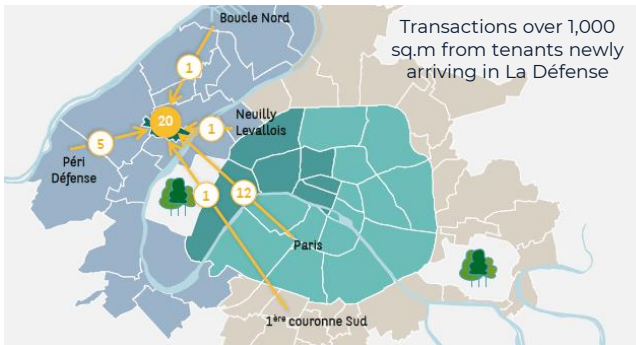 Boucle Nord
Transactions over 1,000
sq.m from tenants newly
arriving in La Défense
1
20
Neuilly
Levallois
1
5
Péri
Défense
1
12
Paris
1ère couronne Sud